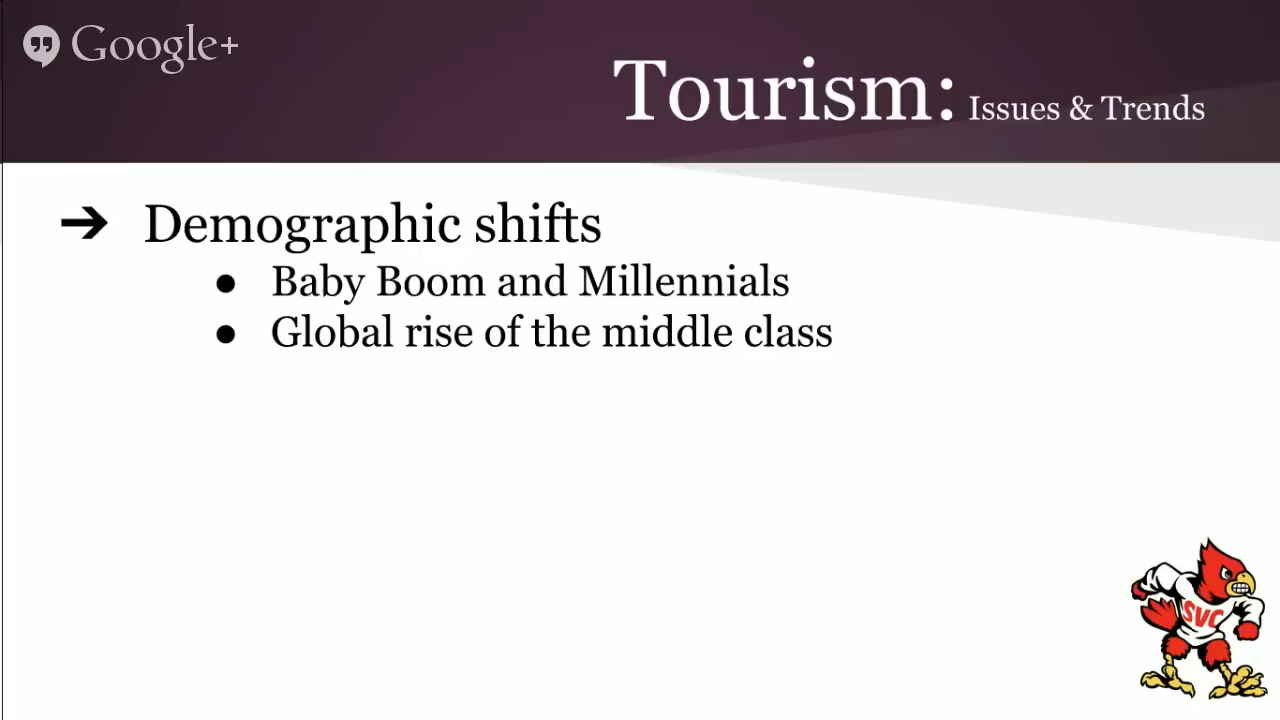 Google+
Tourism: Issues & Trends
➔ Demographic shifts
● Baby Boom and Millennials
● Global rise of the middle class
SVC